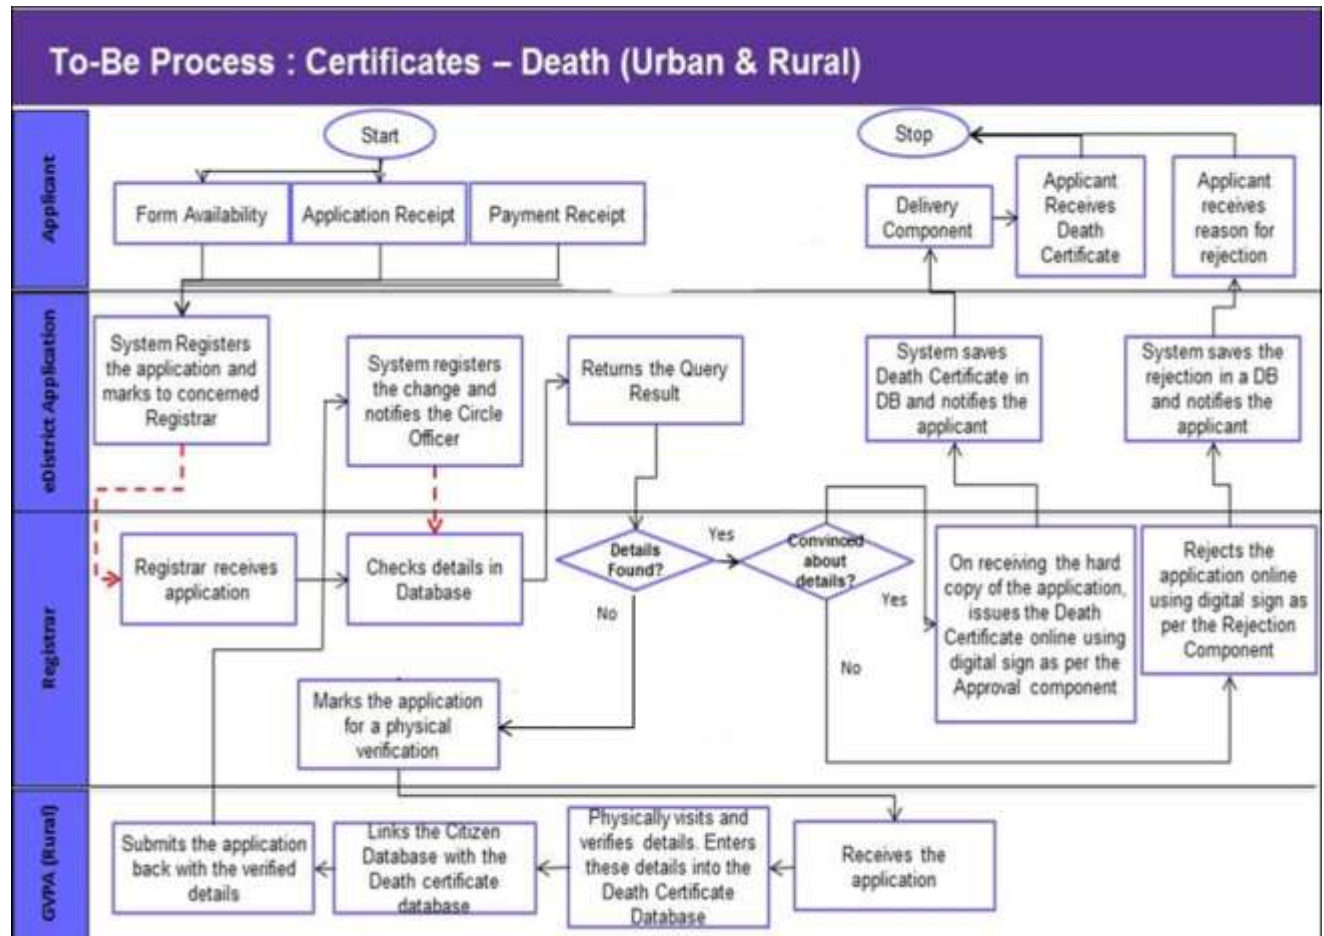 To-Be Process : Certificates – Death (Urban & Rural)
Applicant
Start
Stop
Form Availability
Application Receipt
Payment Receipt
Delivery
Component
Applicant
Receives
Death
Certificate
Applicant
receives
reason for
rejection
eDistrict Application
System Registers
the application and
marks to concerned
Registrar
System registers
the change and
notifies the Circle
Officer
Returns the Query
Result
System saves
Death Certificate in
DB and notifies the
applicant
System saves the
rejection in a DB
and notifies the
applicant
Registrar
Registrar receives
application
Checks details in
Database
Details
Found?
Yes
No
Convinced
about
details?
Yes
No
On receiving the hard
copy of the application,
issues the Death
Certificate online using
digital sign as per the
Approval component
Rejects the
application online
using digital sign as
per the Rejection
Component
Marks the application
for a physical
verification
GVPA (Rural)
Submits the application
back with the verified
details
Links the Citizen
Database with the
Death certificate
database
Physically visits and
verifies details. Enters
these details into the
Death Certificate
Database
Receives the
application